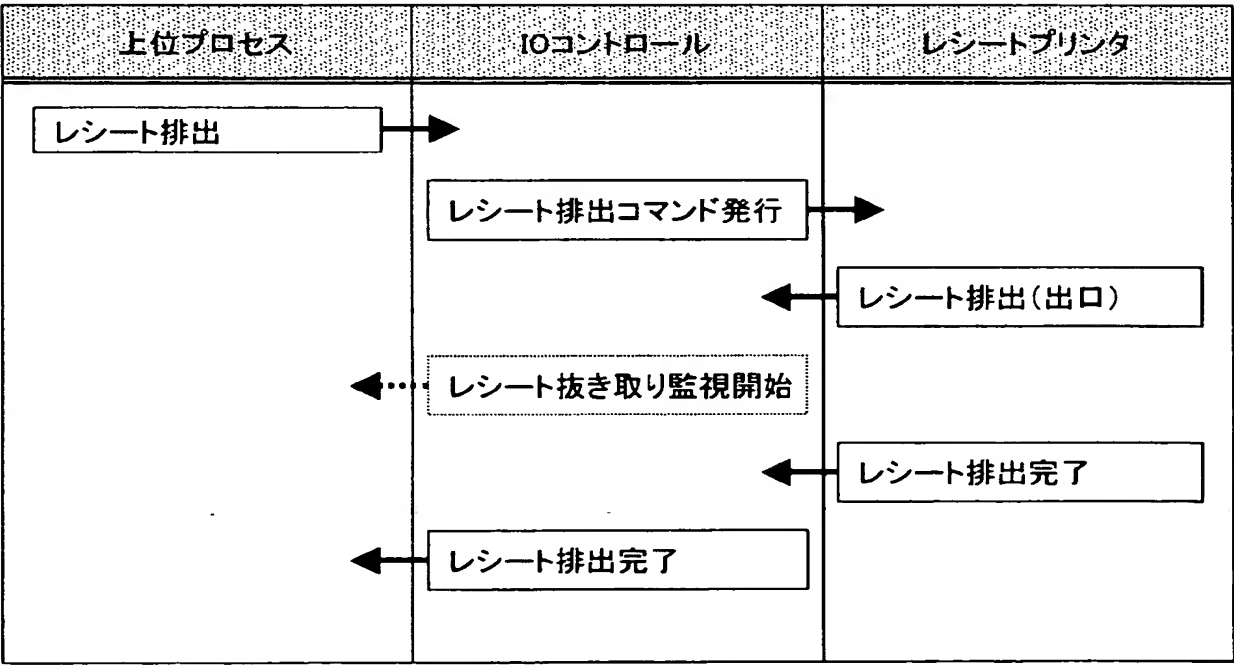 上位プロセス
IOコントロール
レシートプリンタ
レシート排出
レシート排出コマンド発行
レシート排出(出口)
レシート抜き取り監視開始
レシート排出完了
レシート排出完了